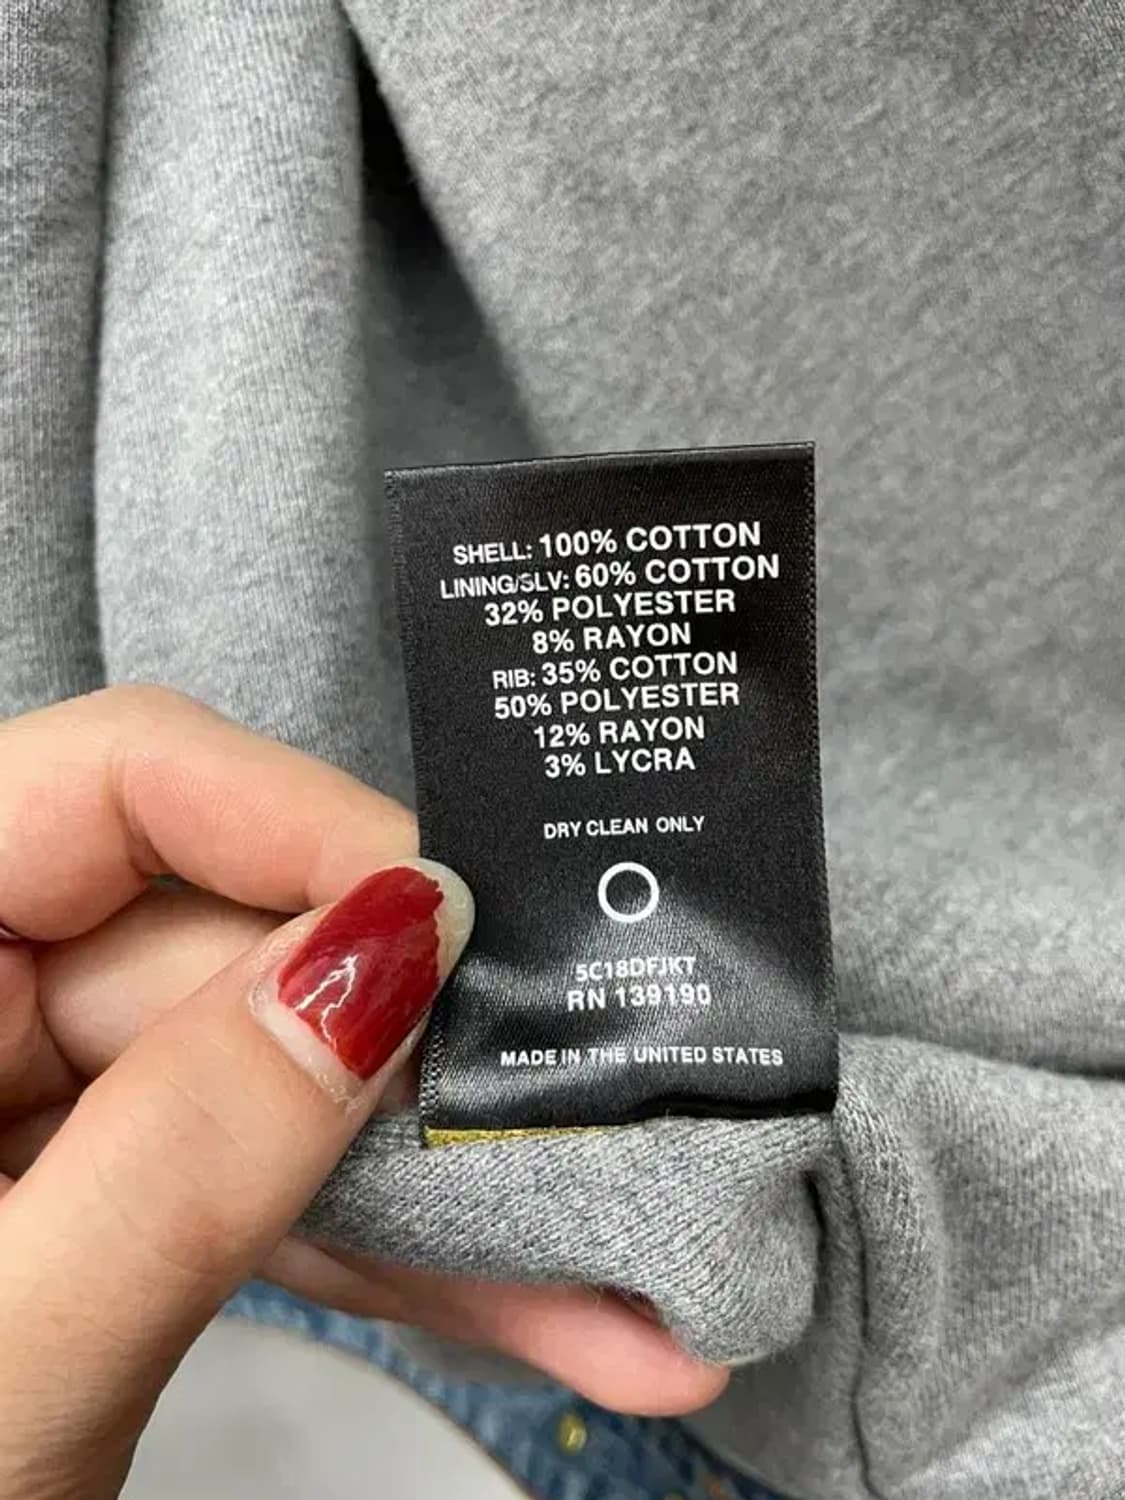 SHELL: 100% COTTON
LINING/SLV: 60% COTTON
32% POLYESTER
8% RAYON
RIB: 35% COTTON
50% POLYESTER
12% RAYON
3% LYCRA
DRY CLEAN ONLY
5C18DFJKT
RN 139190
MADE IN THE UNITED STATES